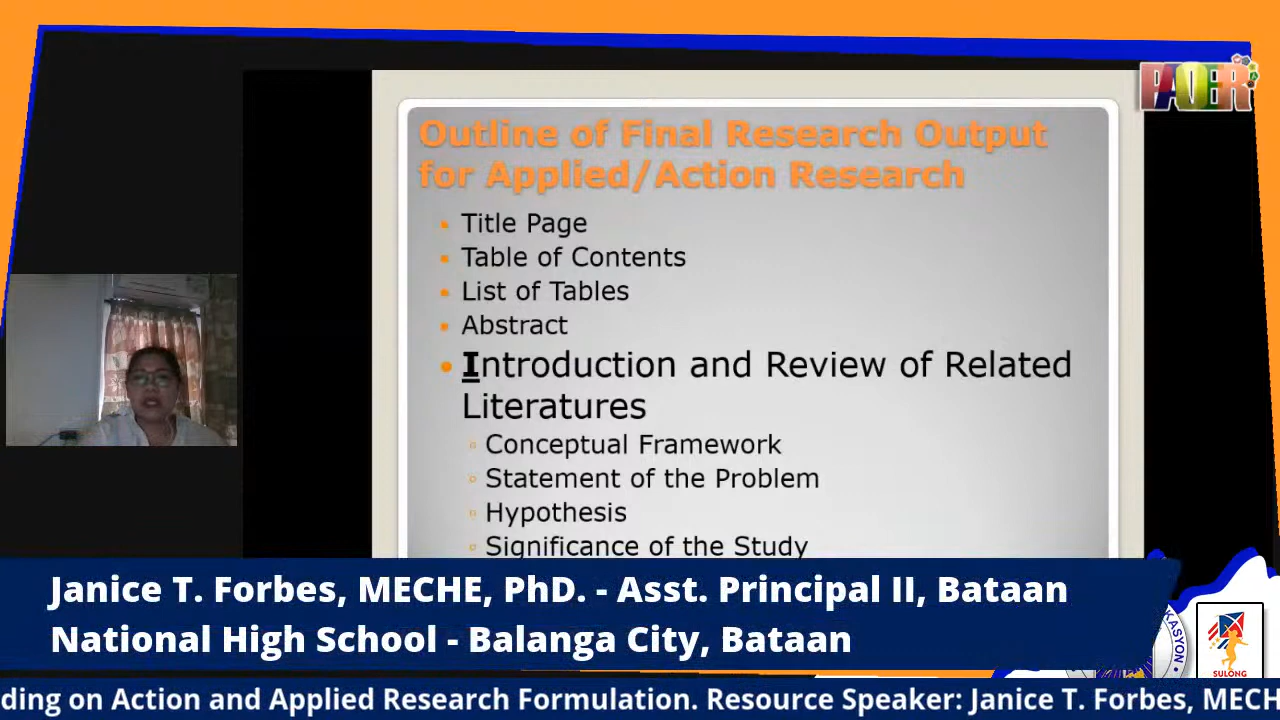 PAOER
Outline of Final Research Output
for Applied/Action Research
Title Page
Table of Contents
List of Tables
Abstract
Introduction and Review of Related
Literatures
Conceptual Framework
Statement of the Problem
Hypothesis
Significance of the Study
Janice T. Forbes, MECHE, PhD. - Asst. Principal II, Bataan
National High School - Balanga City, Bataan
KASYON
SULONG
ding on Action and Applied Research Formulation. Resource Speaker: Janice T. Forbes, MECH